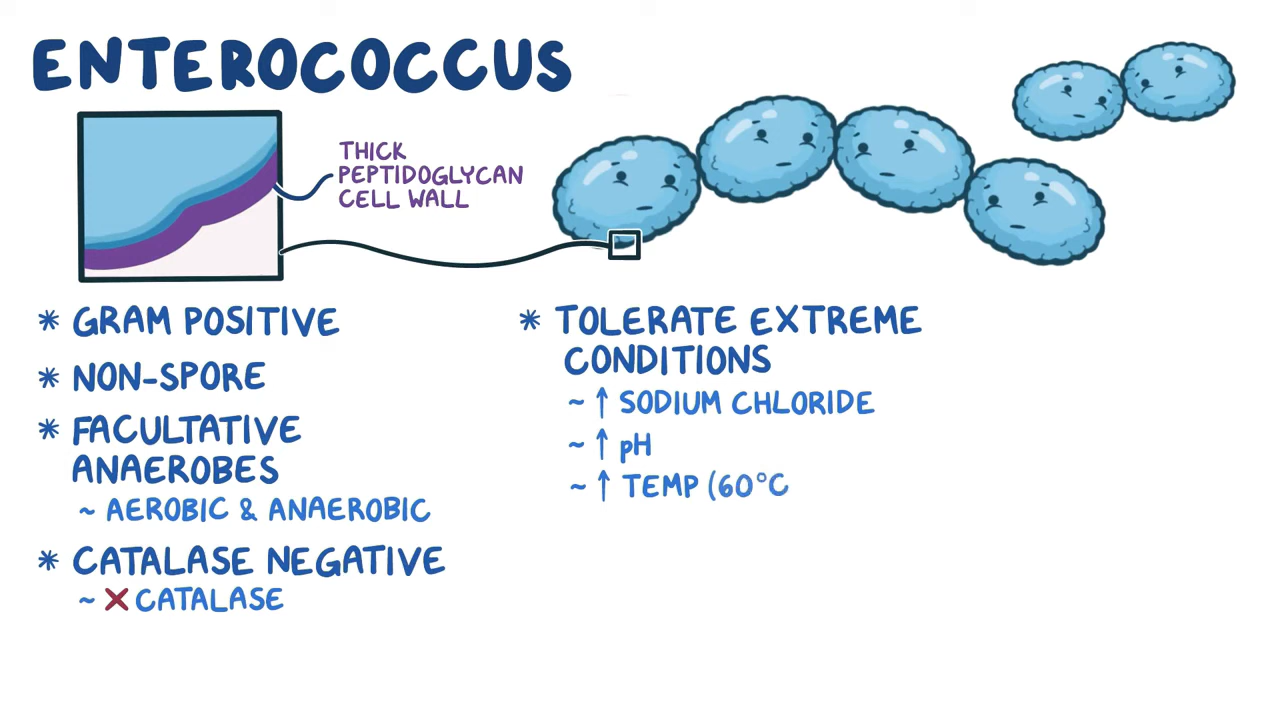 ENTEROCOCCUS
THICK
PEPTIDOGLYCAN
CELL WALL
* GRAM POSITIVE
* NON-SPORE
* FACULTATIVE
ANAEROBES
~ AEROBIC & ANAEROBIC
* CATALASE NEGATIVE
~ ✗ CATALASE
* TOLERATE EXTREME
CONDITIONS
~ ↑ SODIUM CHLORIDE
~ ↑ pH
~ ↑ TEMP (60°C